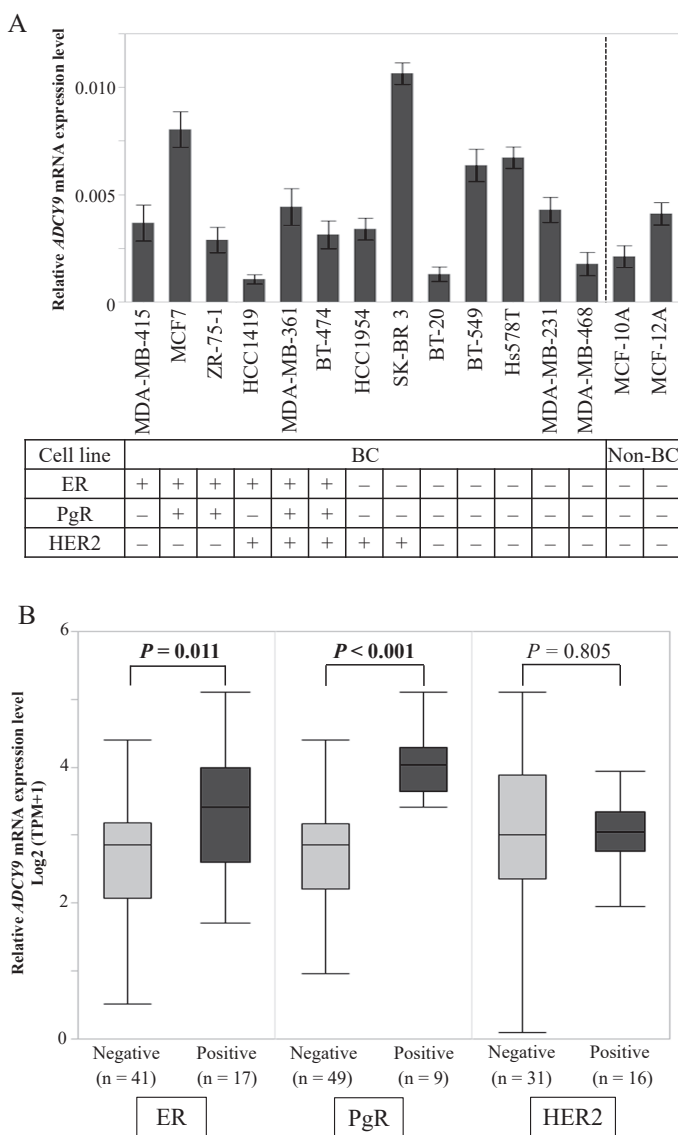 A
Relative ADCY9 mRNA expression level
0.010
0.005
0
MDA-MB-415
MCF7
ZR-75-1
HCC1419
MDA-MB-361
BT-474
HCC1954
SK-BR 3
BT-20
BT-549
Hs578T
MDA-MB-231
MDA-MB-468
MCF-10A
MCF-12A
Cell line BC Non-BC
ER + + + + + + – – – – – – – – –
PgR – + + – + + – – – – – – – – –
HER2 – – – + + + + + – – – – – – –
B
Relative ADCY9 mRNA expression level
Log2 (TPM+1)
6
4
2
0
P = 0.011 P < 0.001 P = 0.805
Negative Positive Negative Positive Negative Positive
(n = 41) (n = 17) (n = 49) (n = 9) (n = 31) (n = 16)
ER PgR HER2